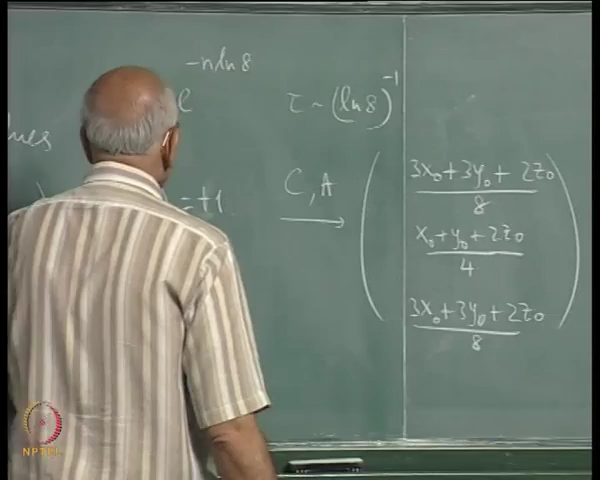 -n ln 8
e
ues
τ ~ (ln 8)⁻¹
= +1
C, A
3x₀+3y₀+2z₀
8
x₀+y₀+2z₀
4
3x₀+3y₀+2z₀
8
NPTEL